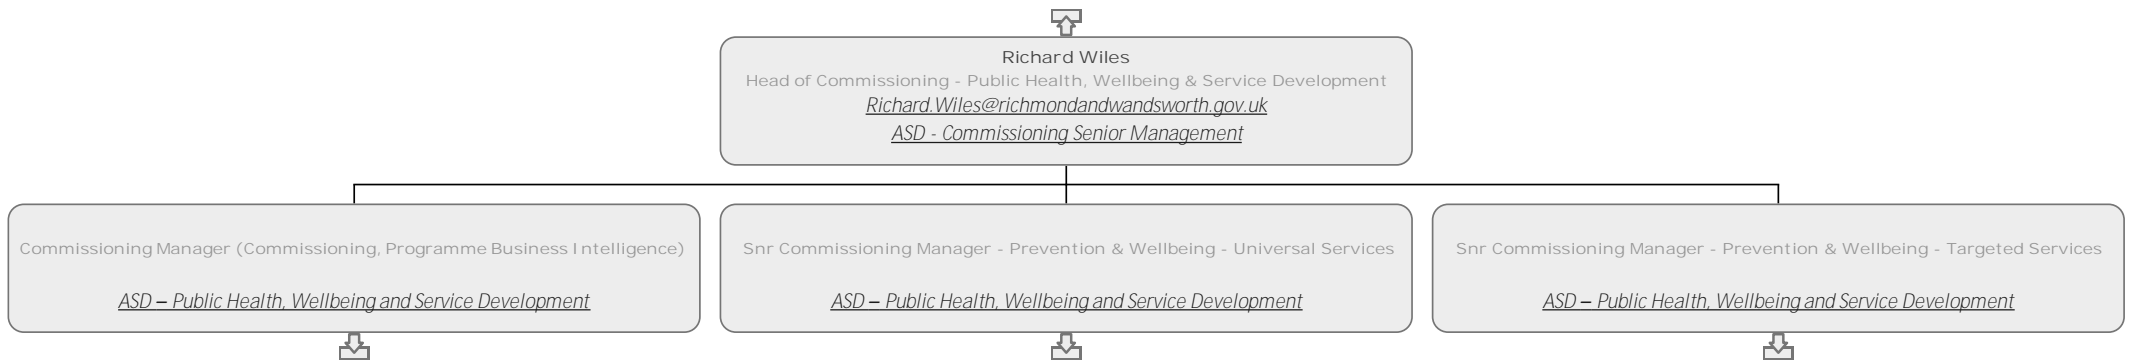 Richard Wiles
Head of Commissioning - Public Health, Wellbeing & Service Development
Richard.Wiles@richmondandwandsworth.gov.uk
ASD - Commissioning Senior Management
Commissioning Manager (Commissioning, Programme Business Intelligence)
ASD – Public Health, Wellbeing and Service Development
Snr Commissioning Manager - Prevention & Wellbeing - Universal Services
ASD – Public Health, Wellbeing and Service Development
Snr Commissioning Manager - Prevention & Wellbeing - Targeted Services
ASD – Public Health, Wellbeing and Service Development